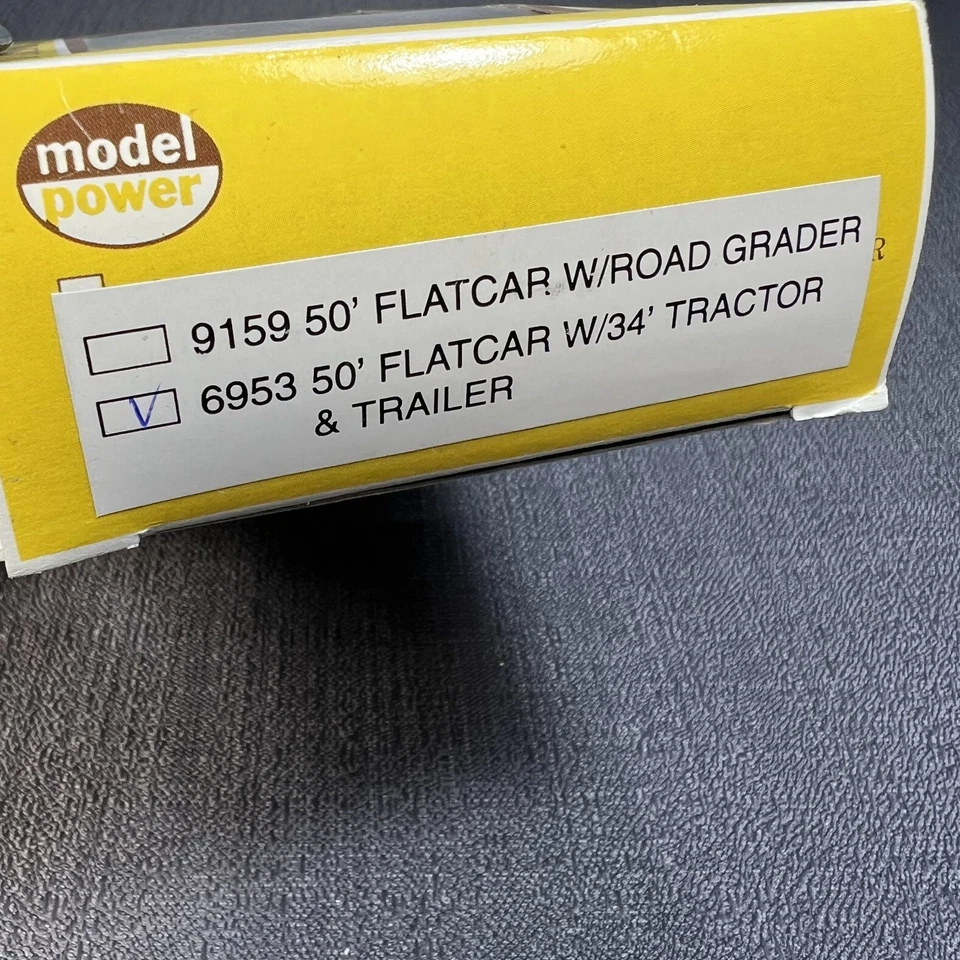 model
power
R
9159 50' FLATCAR W/ROAD GRADER
6953 50' FLATCAR W/34' TRACTOR
& TRAILER